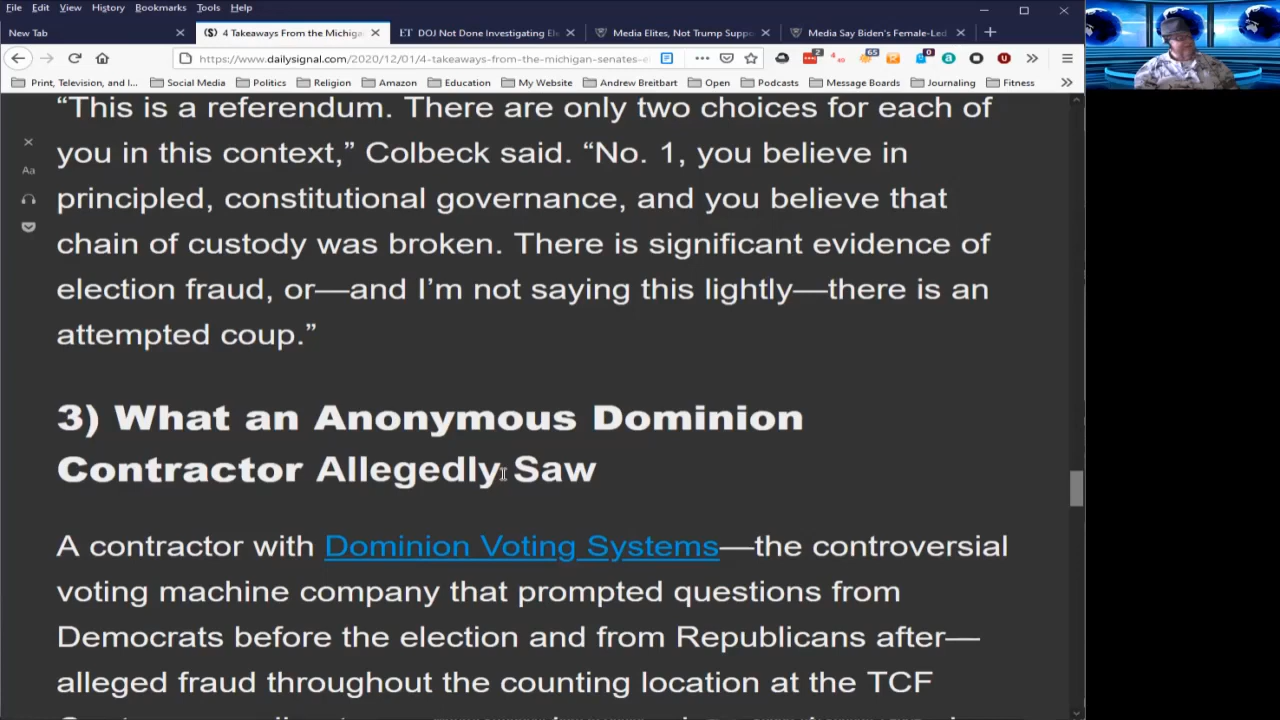 File Edit View History Bookmarks Tools Help
New Tab
($) 4 Takeaways From the Michiga
ET DOJ Not Done Investigating Ele
Media Elites, Not Trump Suppo
Media Say Biden's Female-Led
https://www.dailysignal.com/2020/12/01/4-takeaways-from-the-michigan-senates-e
2
65
0
Print, Television, and I... Social Media Politics Religion Amazon Education My Website Andrew Breitbart Open Podcasts Message Boards Journaling Fitness
Aa
“This is a referendum. There are only two choices for each of
you in this context,” Colbeck said. “No. 1, you believe in
principled, constitutional governance, and you believe that
chain of custody was broken. There is significant evidence of
election fraud, or—and I’m not saying this lightly—there is an
attempted coup.”
3) What an Anonymous Dominion
Contractor Allegedly Saw
A contractor with Dominion Voting Systems—the controversial
voting machine company that prompted questions from
Democrats before the election and from Republicans after—
alleged fraud throughout the counting location at the TCF